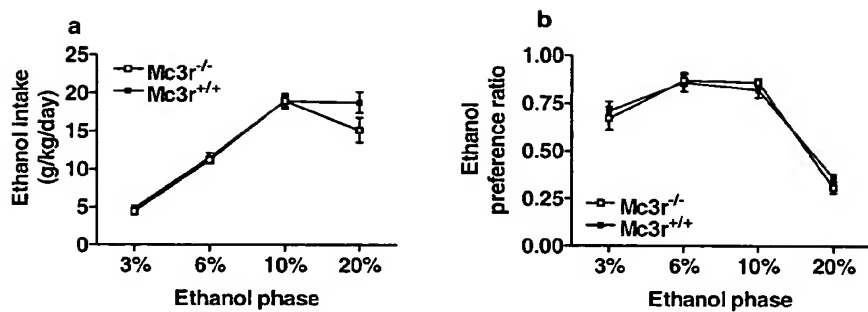 a
Ethanol Intake
(g/kg/day)
25
20
15
10
5
0
Mc3r-/-
Mc3r+/+
3% 6% 10% 20%
Ethanol phase
b
Ethanol
preference ratio
1.00
0.75
0.50
0.25
0.00
Mc3r-/-
Mc3r+/+
3% 6% 10% 20%
Ethanol phase